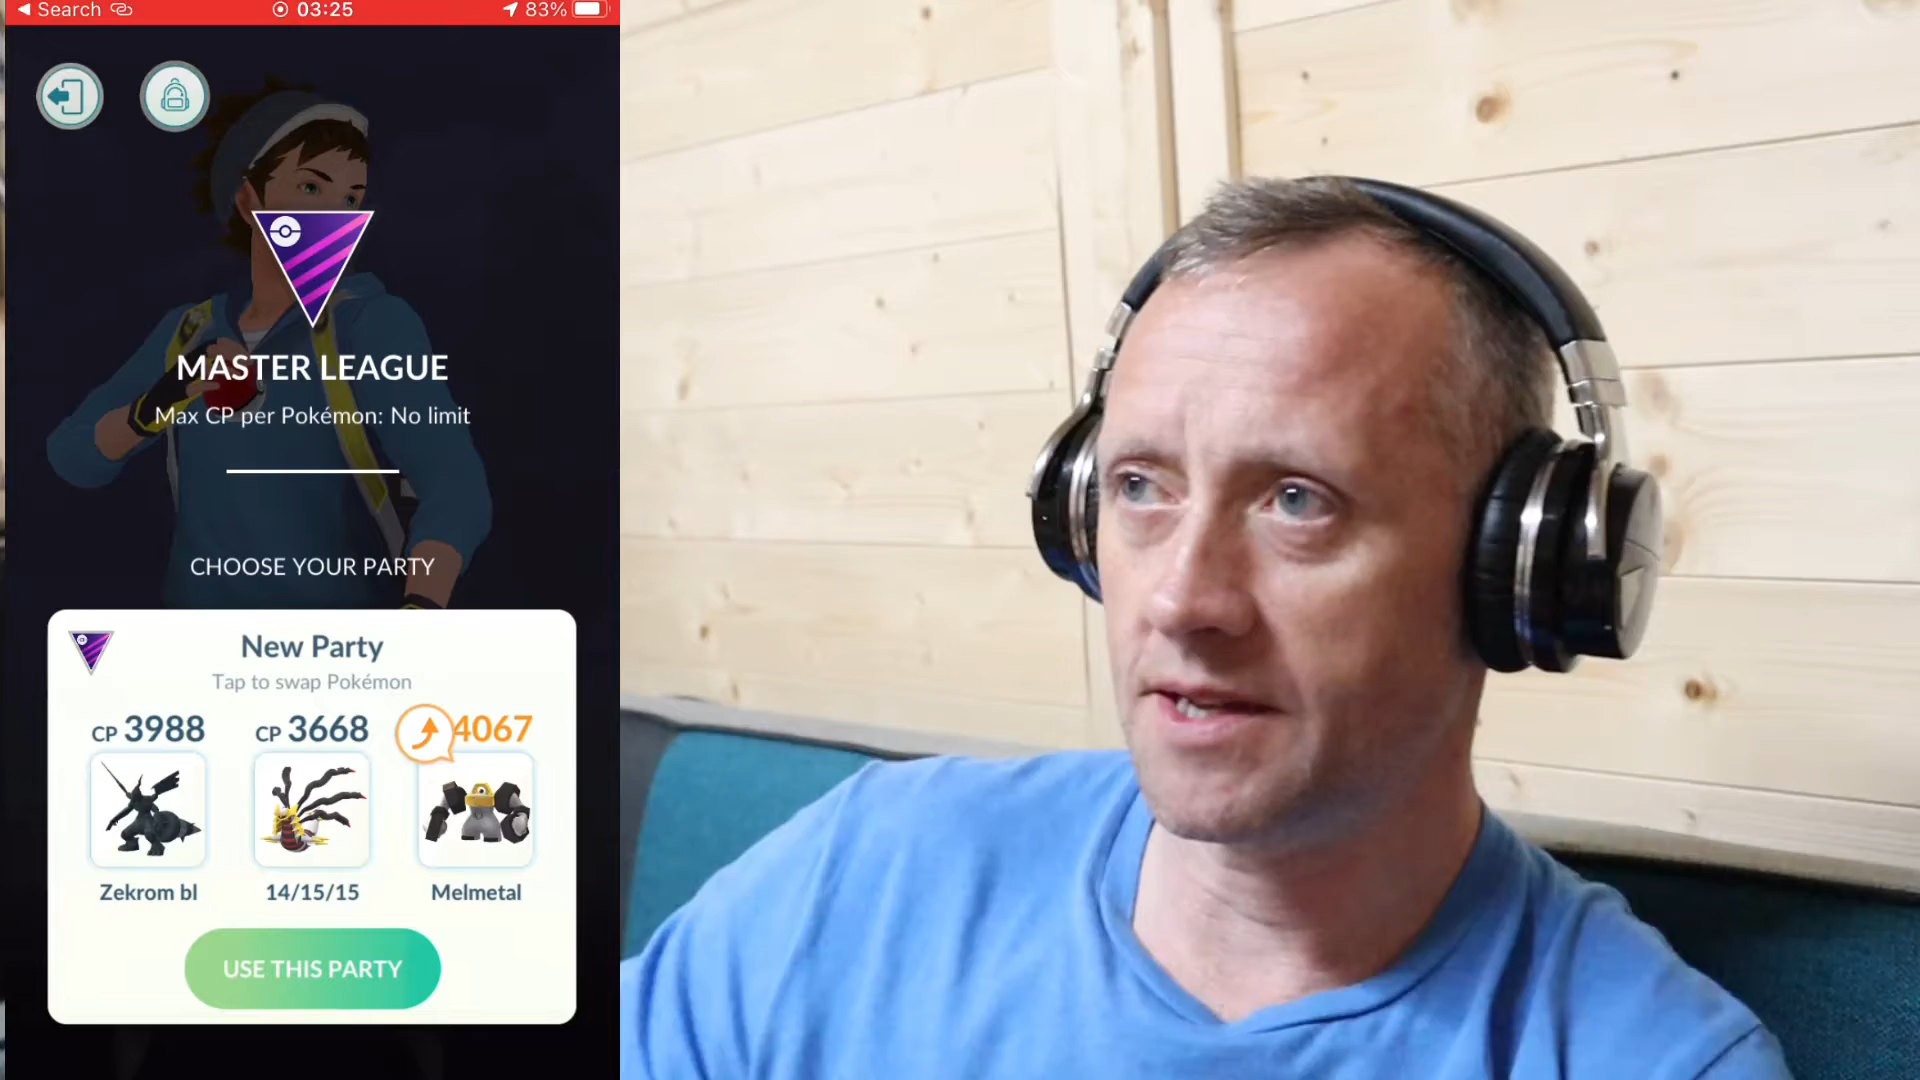 Search
03:25
83%
MASTER LEAGUE
Max CP per Pokémon: No limit
CHOOSE YOUR PARTY
New Party
Tap to swap Pokémon
CP 3988
CP 3668
4067
Zekrom bl
14/15/15
Melmetal
USE THIS PARTY